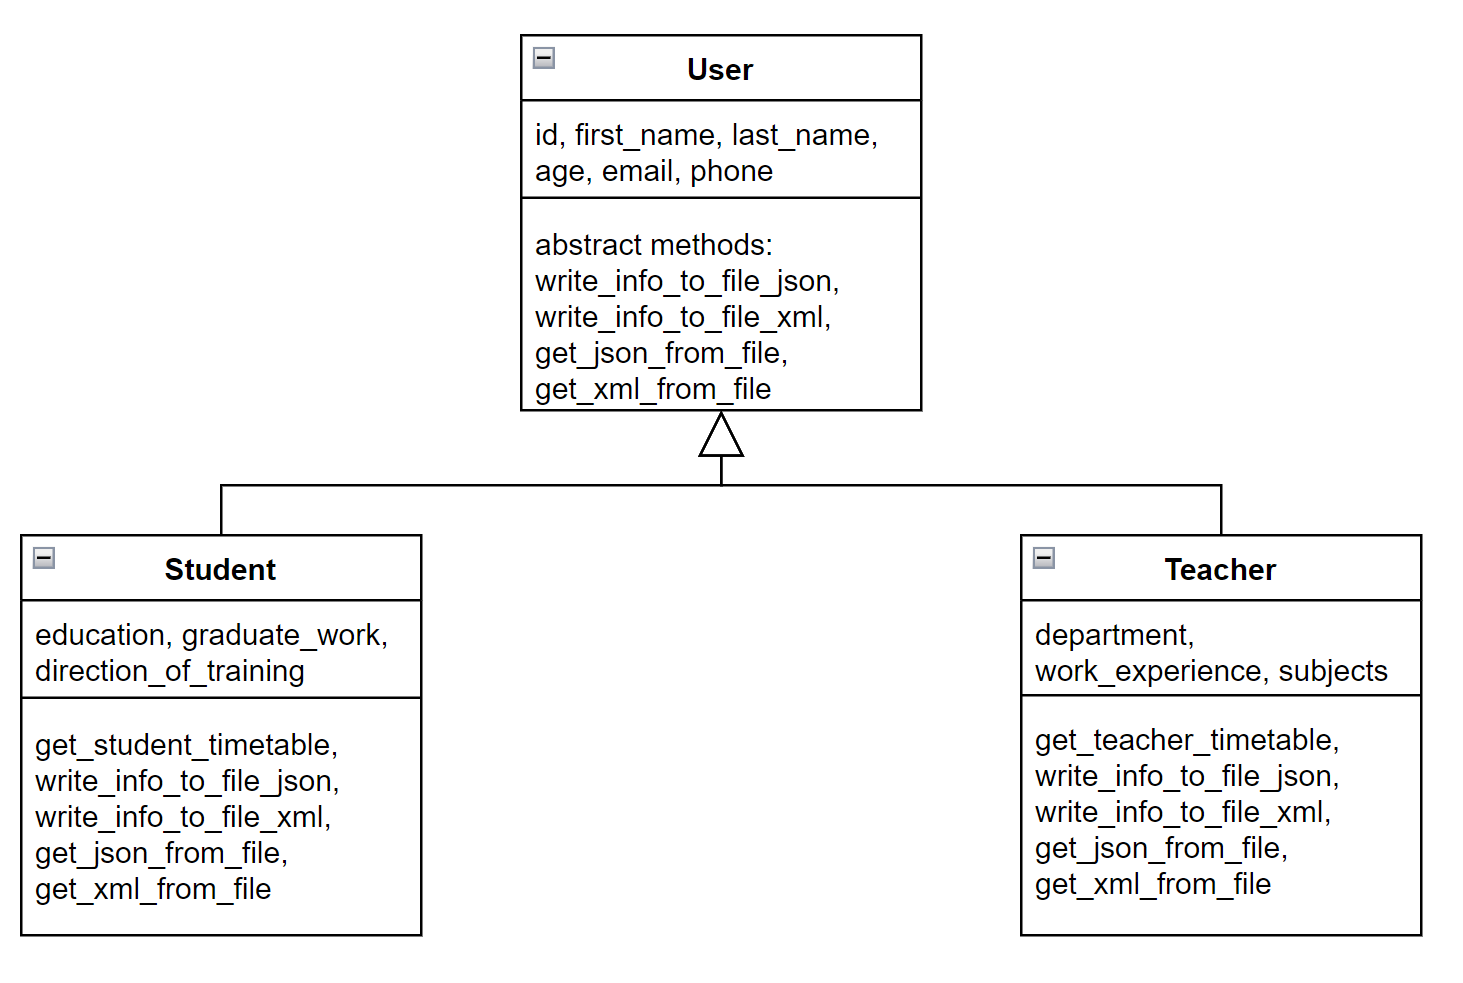 User
id, first_name, last_name,
age, email, phone
abstract methods:
write_info_to_file_json,
write_info_to_file_xml,
get_json_from_file,
get_xml_from_file
Student
education, graduate_work,
direction_of_training
get_student_timetable,
write_info_to_file_json,
write_info_to_file_xml,
get_json_from_file,
get_xml_from_file
Teacher
department,
work_experience, subjects
get_teacher_timetable,
write_info_to_file_json,
write_info_to_file_xml,
get_json_from_file,
get_xml_from_file